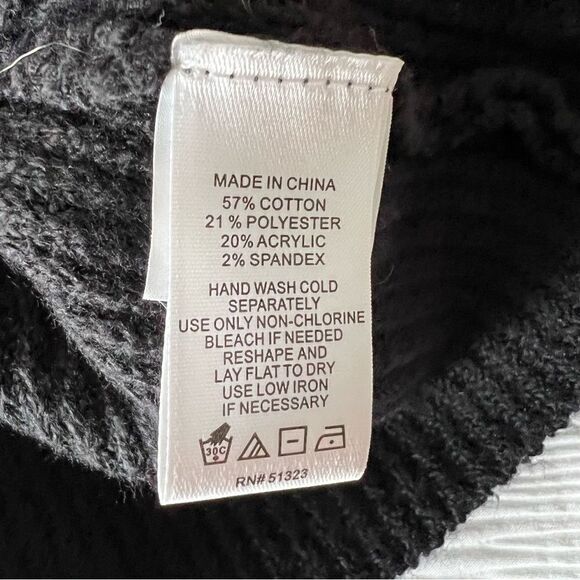 MADE IN CHINA
57% COTTON
21 % POLYESTER
20% ACRYLIC
2% SPANDEX
HAND WASH COLD
SEPARATELY
USE ONLY NON-CHLORINE
BLEACH IF NEEDED
RESHAPE AND
LAY FLAT TO DRY
USE LOW IRON
IF NECESSARY
30C
RN# 51323